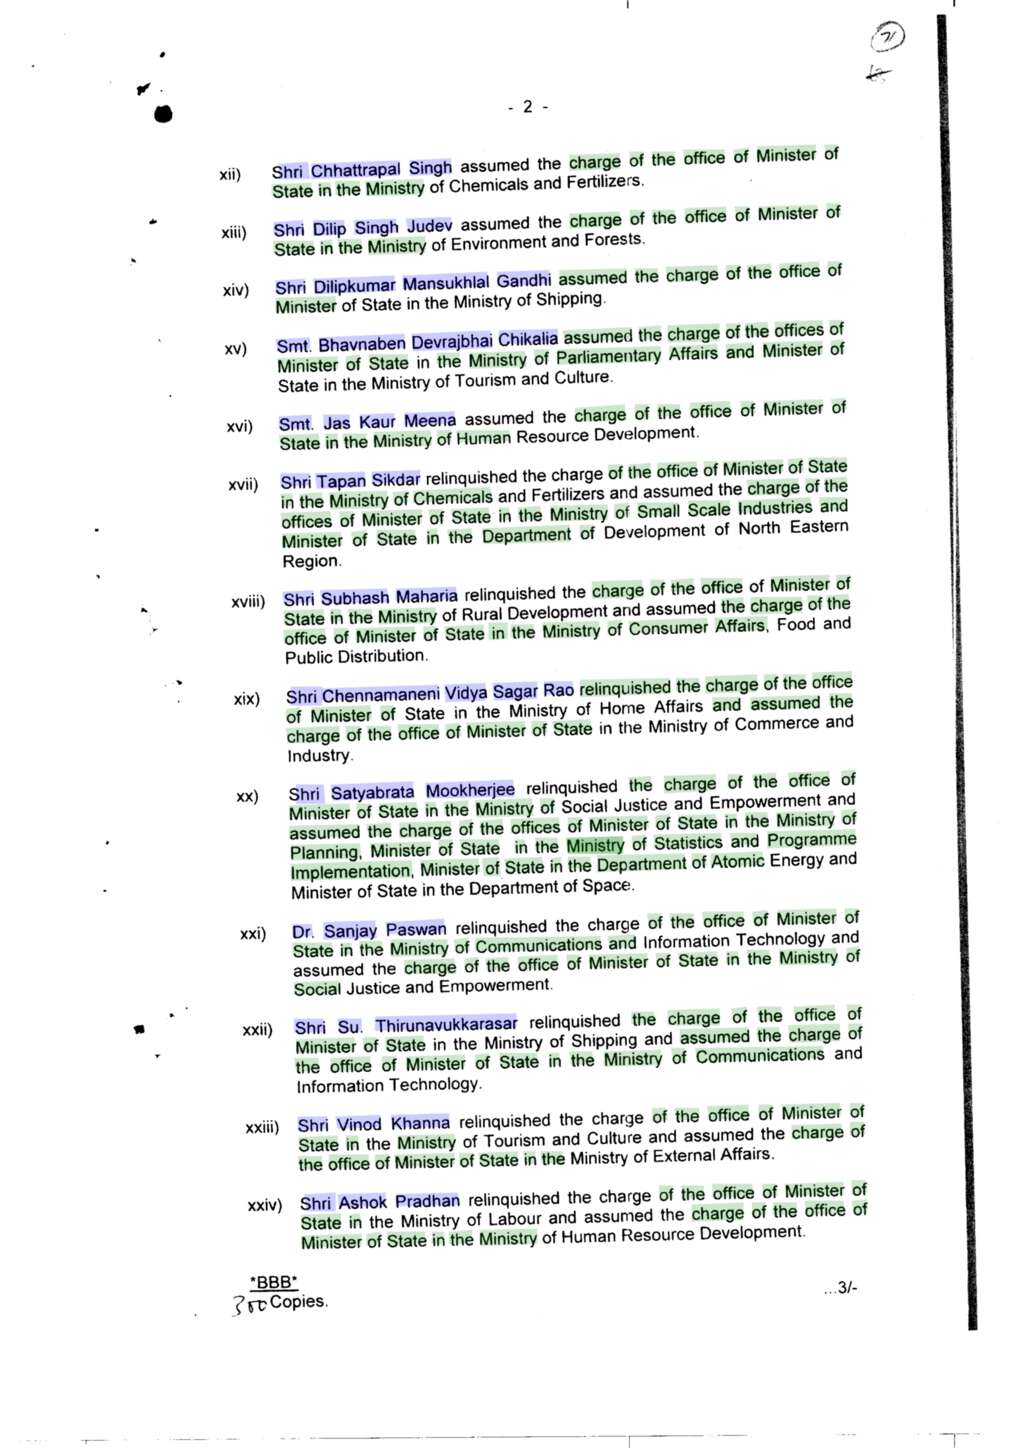 71
- 2 -
xii) Shri Chhattrapal Singh assumed the charge of the office of Minister of
State in the Ministry of Chemicals and Fertilizers.
xiii) Shri Dilip Singh Judev assumed the charge of the office of Minister of
State in the Ministry of Environment and Forests.
xiv) Shri Dilipkumar Mansukhlal Gandhi assumed the charge of the office of
Minister of State in the Ministry of Shipping.
xv) Smt. Bhavnaben Devrajbhai Chikalia assumed the charge of the offices of
Minister of State in the Ministry of Parliamentary Affairs and Minister of
State in the Ministry of Tourism and Culture.
xvi) Smt. Jas Kaur Meena assumed the charge of the office of Minister of
State in the Ministry of Human Resource Development.
xvii) Shri Tapan Sikdar relinquished the charge of the office of Minister of State
in the Ministry of Chemicals and Fertilizers and assumed the charge of the
offices of Minister of State in the Ministry of Small Scale Industries and
Minister of State in the Department of Development of North Eastern
Region.
xviii) Shri Subhash Maharia relinquished the charge of the office of Minister of
State in the Ministry of Rural Development and assumed the charge of the
office of Minister of State in the Ministry of Consumer Affairs, Food and
Public Distribution.
xix) Shri Chennamaneni Vidya Sagar Rao relinquished the charge of the office
of Minister of State in the Ministry of Home Affairs and assumed the
charge of the office of Minister of State in the Ministry of Commerce and
Industry.
xx) Shri Satyabrata Mookherjee relinquished the charge of the office of
Minister of State in the Ministry of Social Justice and Empowerment and
assumed the charge of the offices of Minister of State in the Ministry of
Planning, Minister of State in the Ministry of Statistics and Programme
Implementation, Minister of State in the Department of Atomic Energy and
Minister of State in the Department of Space.
xxi) Dr. Sanjay Paswan relinquished the charge of the office of Minister of
State in the Ministry of Communications and Information Technology and
assumed the charge of the office of Minister of State in the Ministry of
Social Justice and Empowerment.
xxii) Shri Su. Thirunavukkarasar relinquished the charge of the office of
Minister of State in the Ministry of Shipping and assumed the charge of
the office of Minister of State in the Ministry of Communications and
Information Technology.
xxiii) Shri Vinod Khanna relinquished the charge of the office of Minister of
State in the Ministry of Tourism and Culture and assumed the charge of
the office of Minister of State in the Ministry of External Affairs.
xxiv) Shri Ashok Pradhan relinquished the charge of the office of Minister of
State in the Ministry of Labour and assumed the charge of the office of
Minister of State in the Ministry of Human Resource Development.
*BBB*
...3/-
300 Copies.